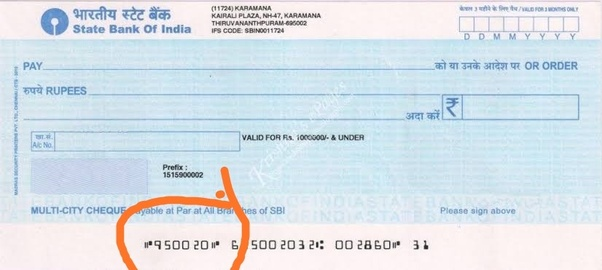 भारतीय स्टेट बैंक
State Bank Of India
(11724) KARAMANA
KAIRALI PLAZA, NH-47, KARAMANA
THIRUVANANTHPURAM-695002
IFS CODE: SBIN0011724
केवल 3 महीने के लिए वैध / VALID FOR 3 MONTHS ONLY
D D M M Y Y Y Y
PAY
को या उनके आदेश पर OR ORDER
रुपये RUPEES
अदा करें ₹
खा. सं.
A/c No.
VALID FOR Rs. 1000000/- & UNDER
Prefix :
1515900002
MULTI-CITY CHEQUE Payable at Par at All Branches of SBI
Please sign above
⑈950020⑈ 695002032⑆ 002860⑈ 31